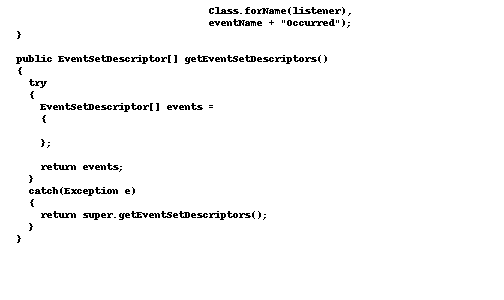 Class.forName(listener),
eventName + "Occurred");
}
public EventSetDescriptor[] getEventSetDescriptors()
{
try
{
EventSetDescriptor[] events =
{
};
return events;
}
catch(Exception e)
{
return super.getEventSetDescriptors();
}
}